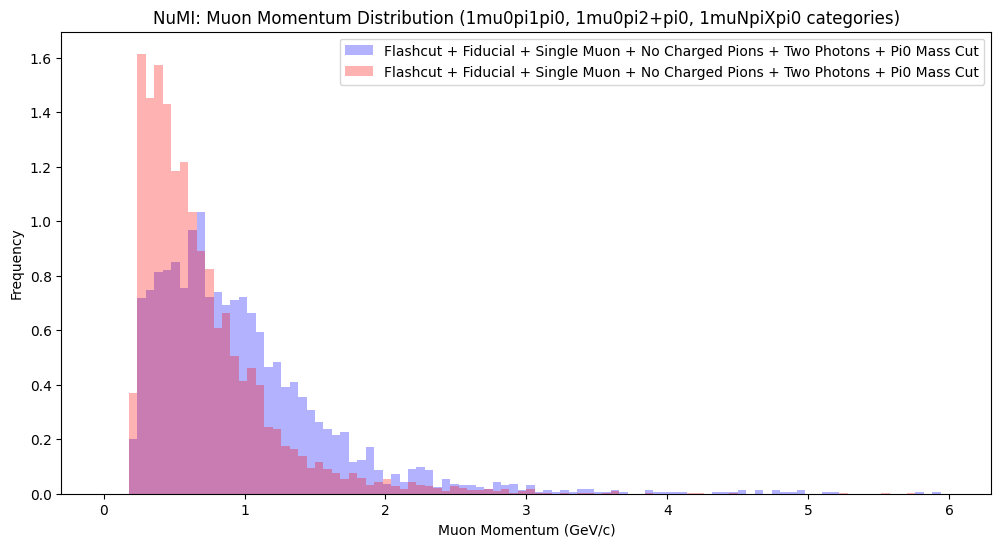 NuMI: Muon Momentum Distribution (1mu0pi1pi0, 1mu0pi2+pi0, 1muNpiXpi0 categories)
Flashcut + Fiducial + Single Muon + No Charged Pions + Two Photons + Pi0 Mass Cut
Flashcut + Fiducial + Single Muon + No Charged Pions + Two Photons + Pi0 Mass Cut
Frequency
1.6
1.4
1.2
1.0
0.8
0.6
0.4
0.2
0.0
0 1 2 3 4 5 6
Muon Momentum (GeV/c)